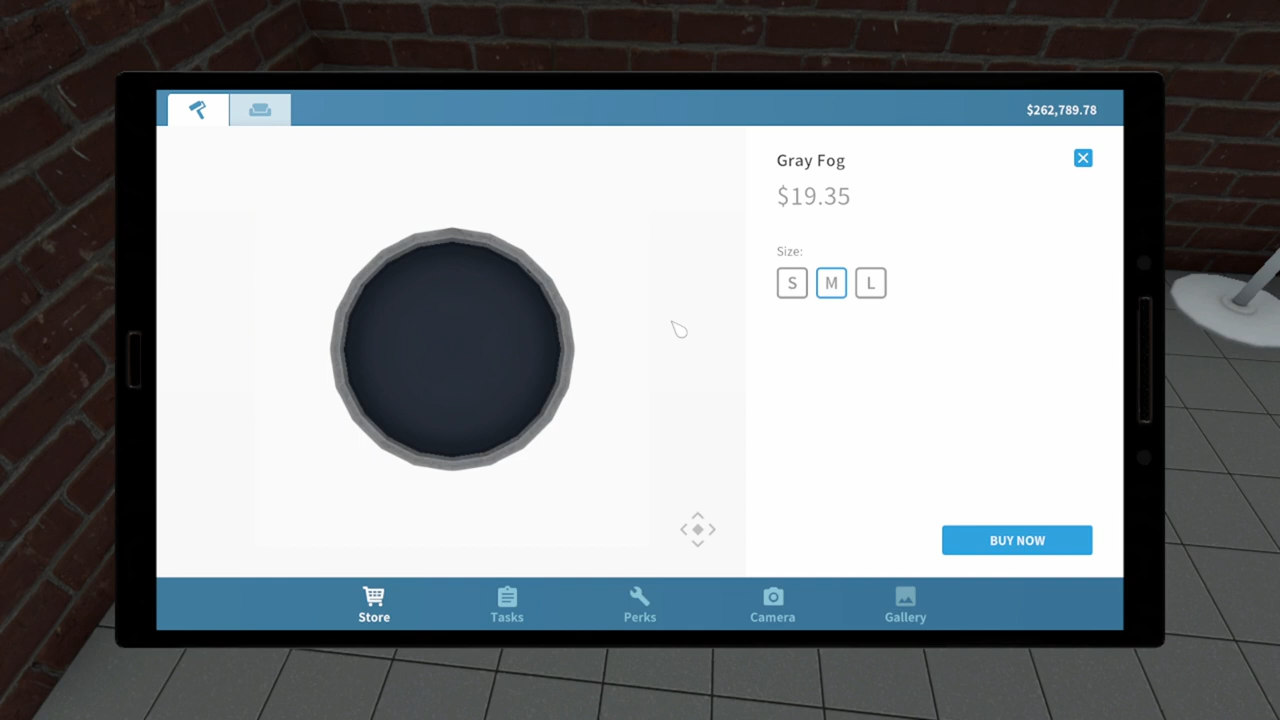 $262,789.78
Gray Fog
$19.35
Size:
S M L
BUY NOW
Store Tasks Perks Camera Gallery